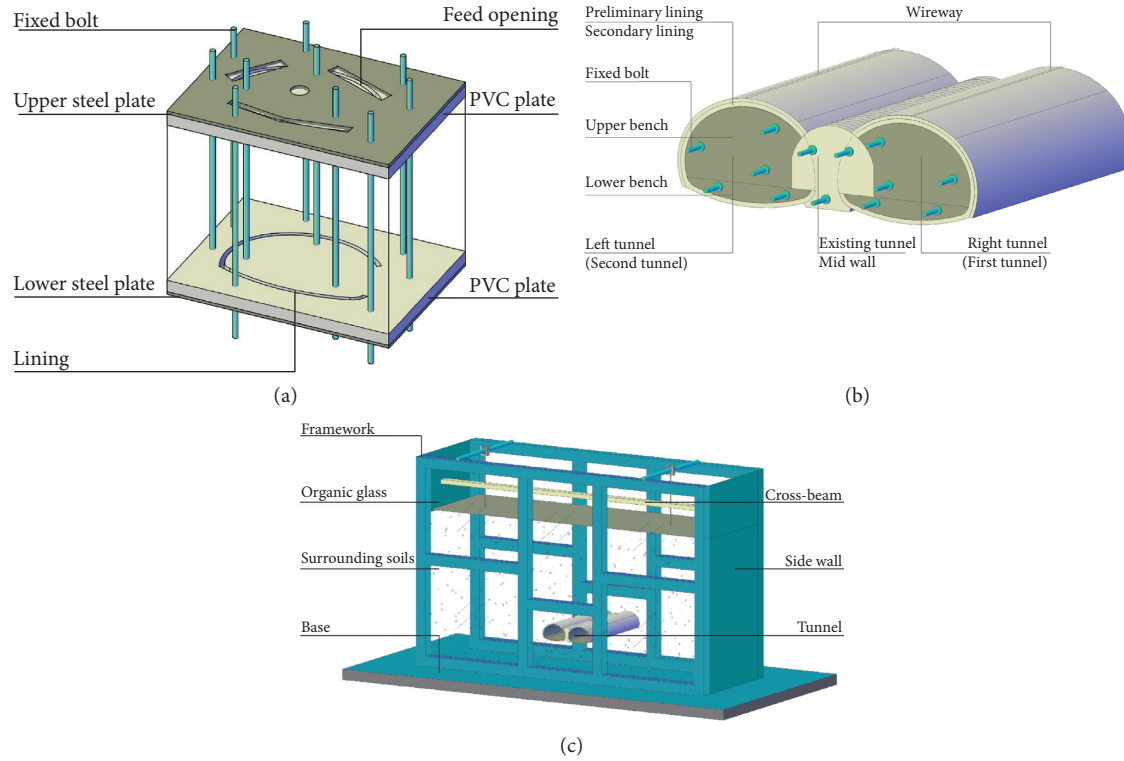 Fixed bolt
Feed opening
Upper steel plate
PVC plate
Lower steel plate
PVC plate
Lining
(a)
Preliminary lining
Secondary lining
Wireway
Fixed bolt
Upper bench
Lower bench
Left tunnel
(Second tunnel)
Existing tunnel
Mid wall
Right tunnel
(First tunnel)
(b)
Framework
Organic glass
Cross-beam
Surrounding soils
Side wall
Base
Tunnel
(c)